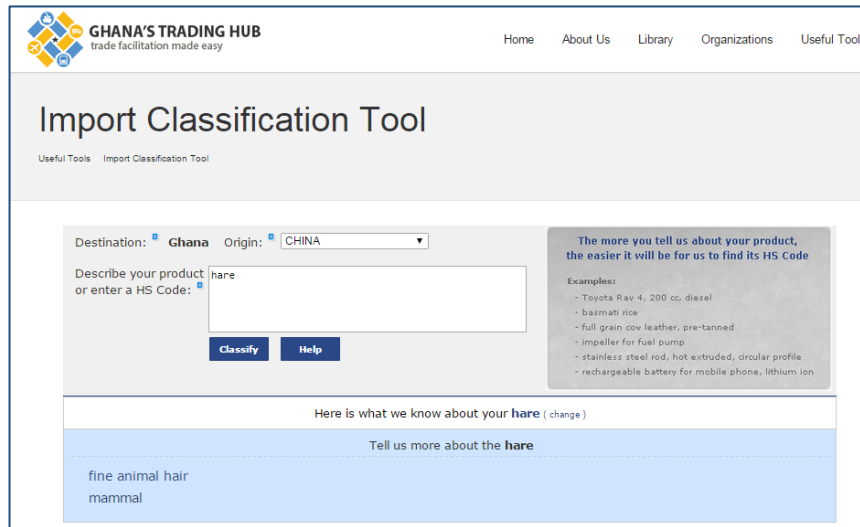 GHANA'S TRADING HUB
trade facilitation made easy
Home About Us Library Organizations Useful Tool
Import Classification Tool
Useful Tools Import Classification Tool
Destination: Ghana Origin: CHINA
Describe your product
or enter a HS Code:
hare
Classify Help
The more you tell us about your product,
the easier it will be for us to find its HS Code
Examples:
- Toyota Rav 4, 200 cc, diesel
- basmati rice
- full grain cow leather, pre-tanned
- impeller for fuel pump
- stainless steel rod, hot extruded, circular profile
- rechargeable battery for mobile phone, lithium ion
Here is what we know about your hare ( change )
Tell us more about the hare
fine animal hair
mammal